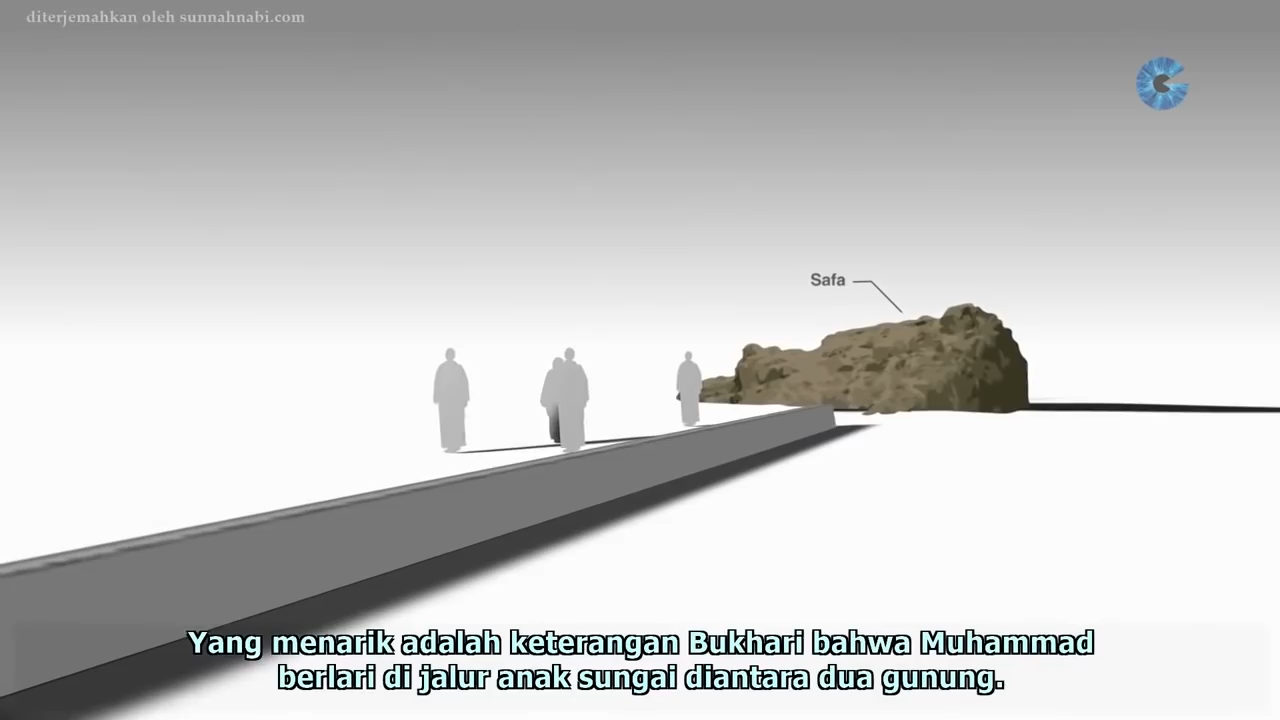 diterjemahkan oleh sunnahnabi.com
Safa
Yang menarik adalah keterangan Bukhari bahwa Muhammad
berlari di jalur anak sungai diantara dua gunung.